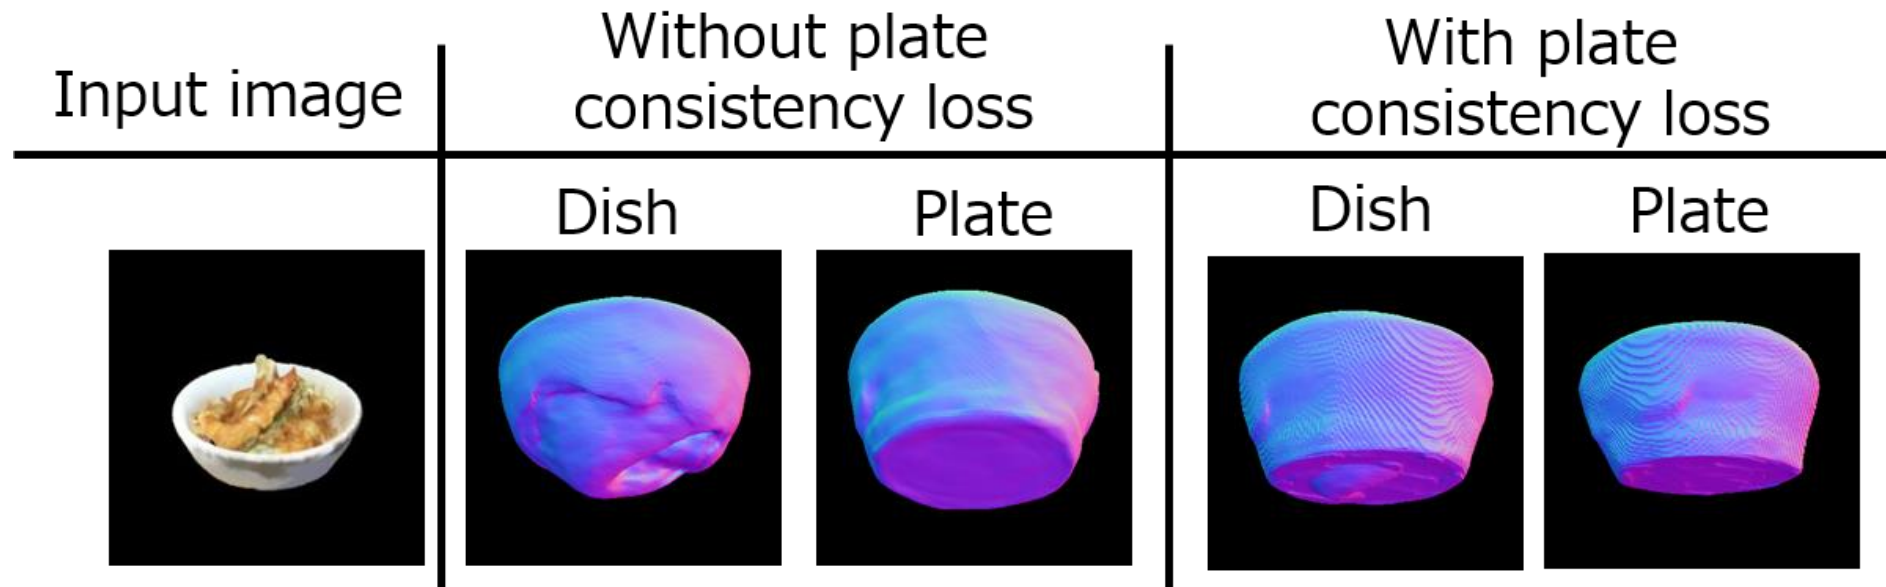 Input image
Without plate
consistency loss
With plate
consistency loss
Dish
Plate
Dish
Plate